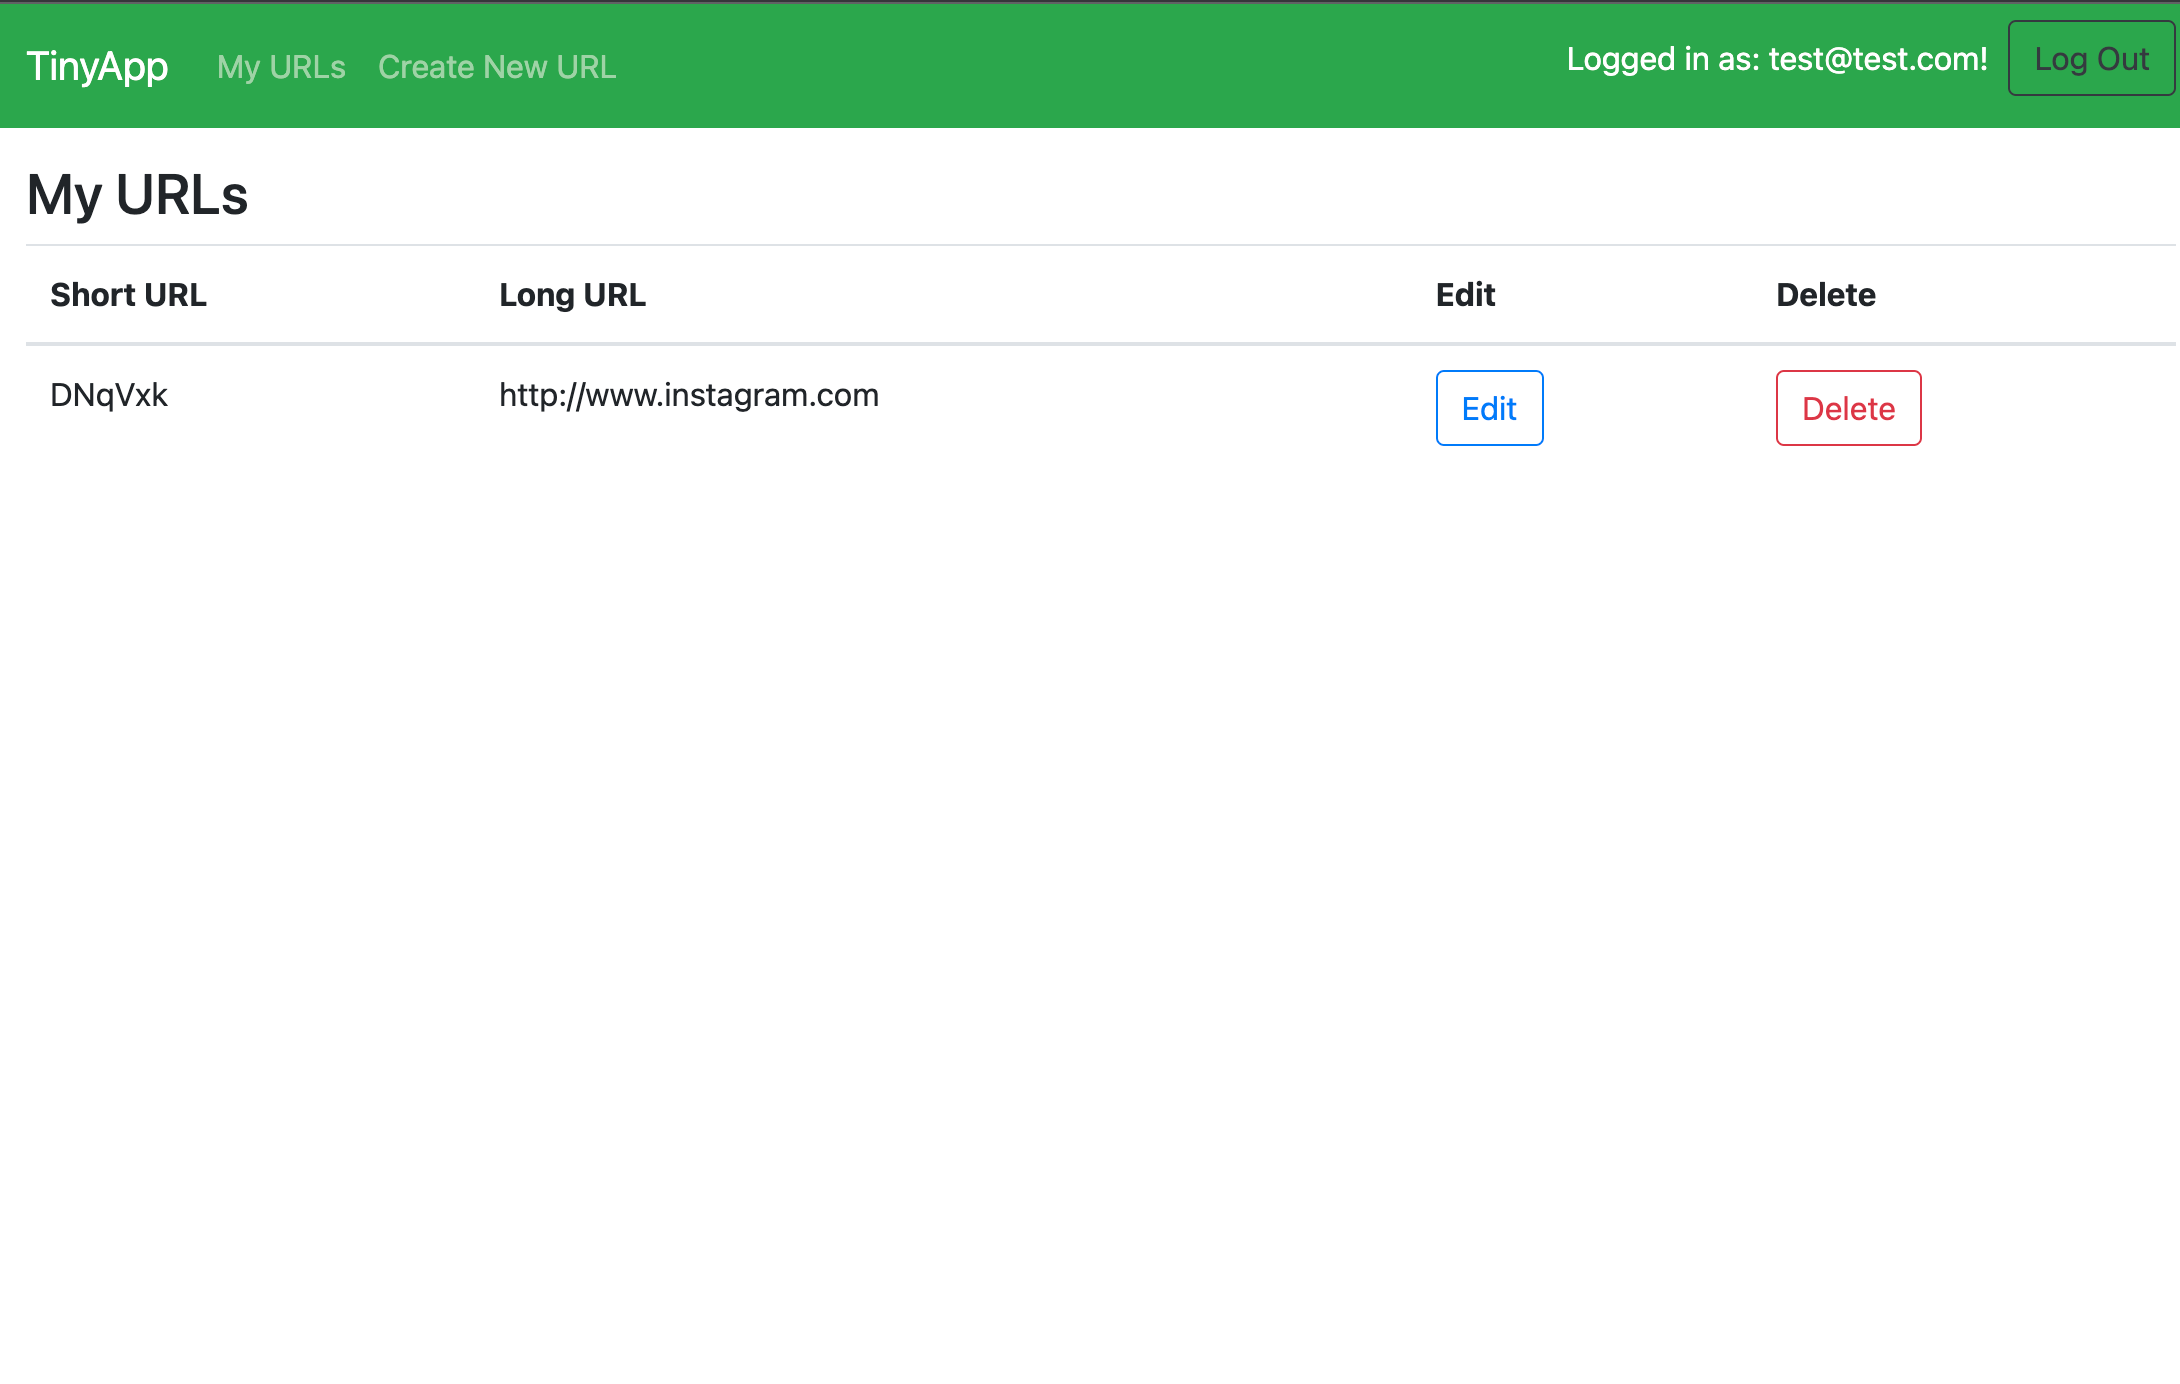 TinyApp My URLs Create New URL Logged in as: test@test.com! Log Out
My URLs
Short URL Long URL Edit Delete
DNqVxk http://www.instagram.com Edit Delete